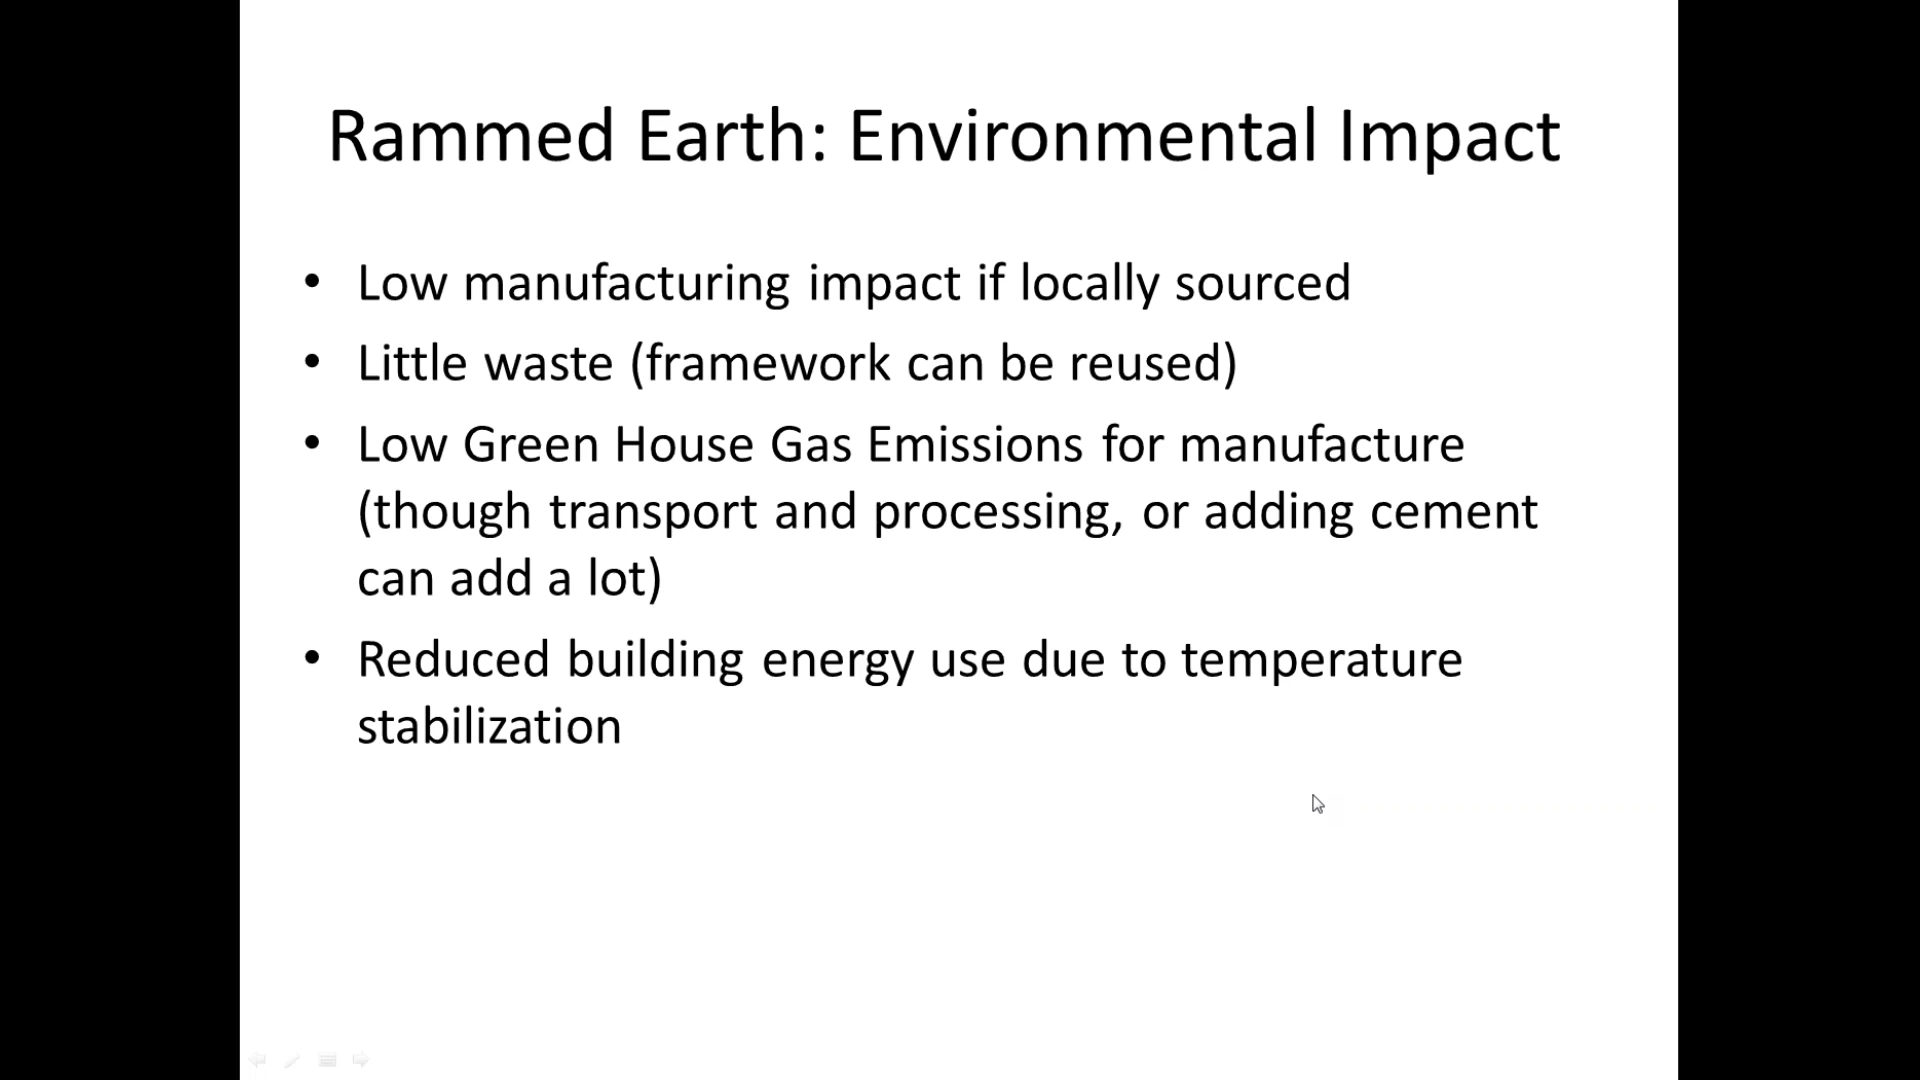 Rammed Earth: Environmental Impact
• Low manufacturing impact if locally sourced
• Little waste (framework can be reused)
• Low Green House Gas Emissions for manufacture
(though transport and processing, or adding cement
can add a lot)
• Reduced building energy use due to temperature
stabilization